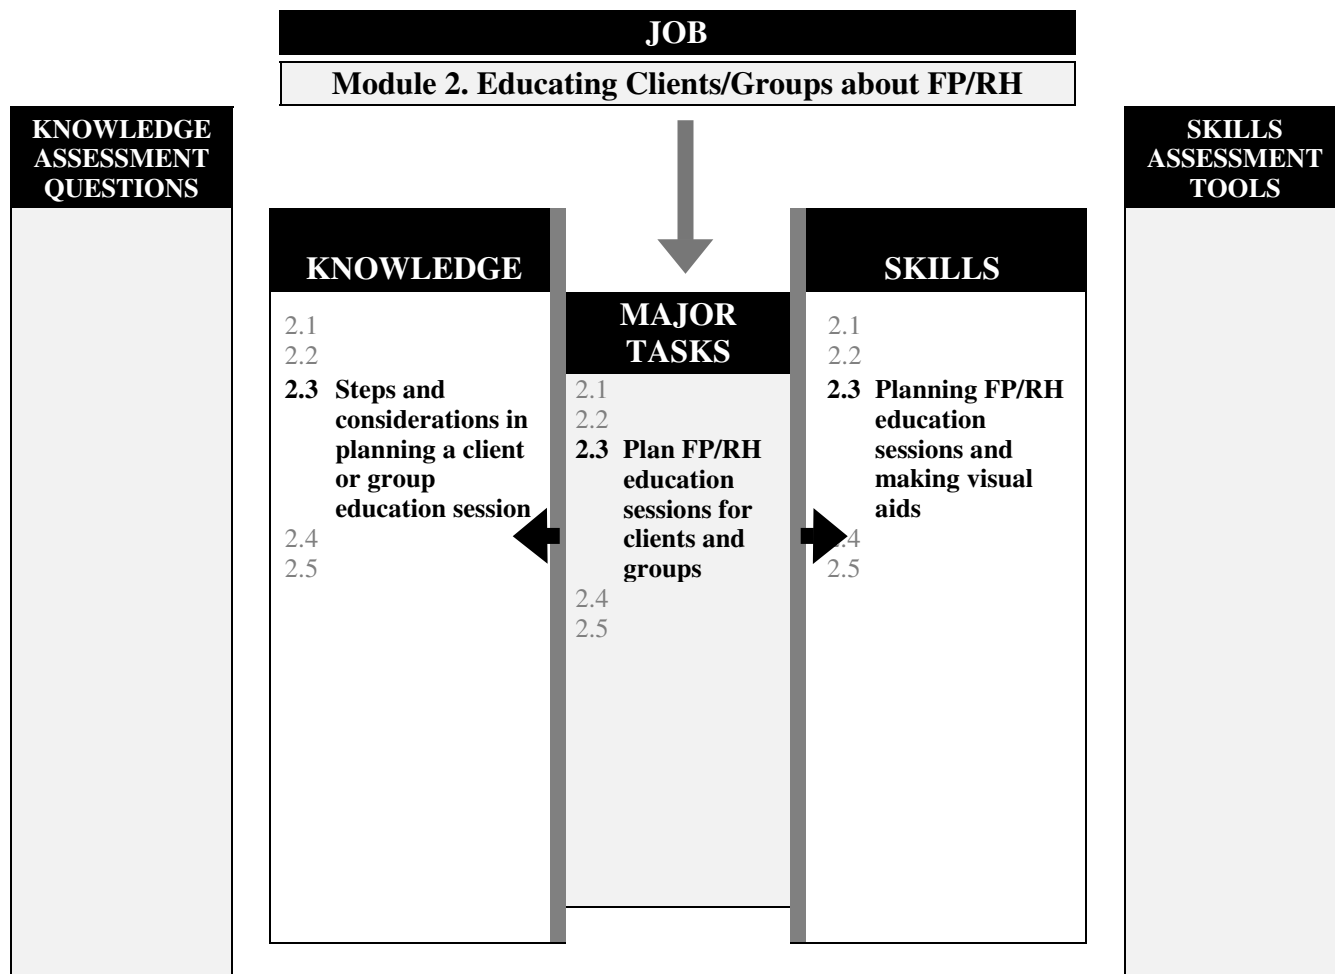 JOB
Module 2. Educating Clients/Groups about FP/RH
KNOWLEDGE
ASSESSMENT
QUESTIONS
SKILLS
ASSESSMENT
TOOLS
KNOWLEDGE
2.1
2.2
2.3 Steps and
considerations in
planning a client
or group
education session
2.4
2.5
MAJOR
TASKS
2.1
2.2
2.3 Plan FP/RH
education
sessions for
clients and
groups
2.4
2.5
SKILLS
2.1
2.2
2.3 Planning FP/RH
education
sessions and
making visual
aids
.4
2.5